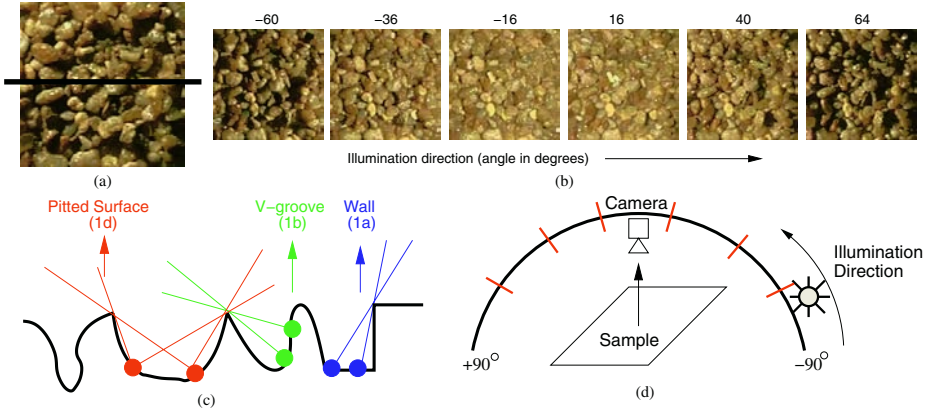 −60 −36 −16 16 40 64
Illumination direction (angle in degrees)
(a)
(b)
Pitted Surface
(1d)
V−groove
(1b)
Wall
(1a)
(c)
Camera
Illumination
Direction
Sample
+90°
−90°
(d)